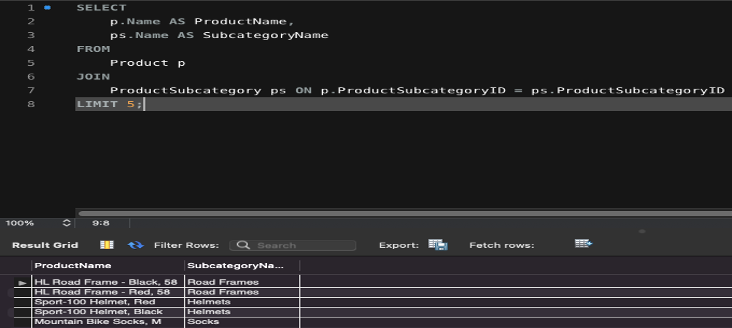 1 SELECT
2 p.Name AS ProductName,
3 ps.Name AS SubcategoryName
4 FROM
5 Product p
6 JOIN
7 ProductSubcategory ps ON p.ProductSubcategoryID = ps.ProductSubcategoryID
8 LIMIT 5;
100% 9:8
Result Grid Filter Rows: Search Export: Fetch rows:
ProductName SubcategoryNa...
HL Road Frame - Black, 58 Road Frames
HL Road Frame - Red, 58 Road Frames
Sport-100 Helmet, Red Helmets
Sport-100 Helmet, Black Helmets
Mountain Bike Socks, M Socks